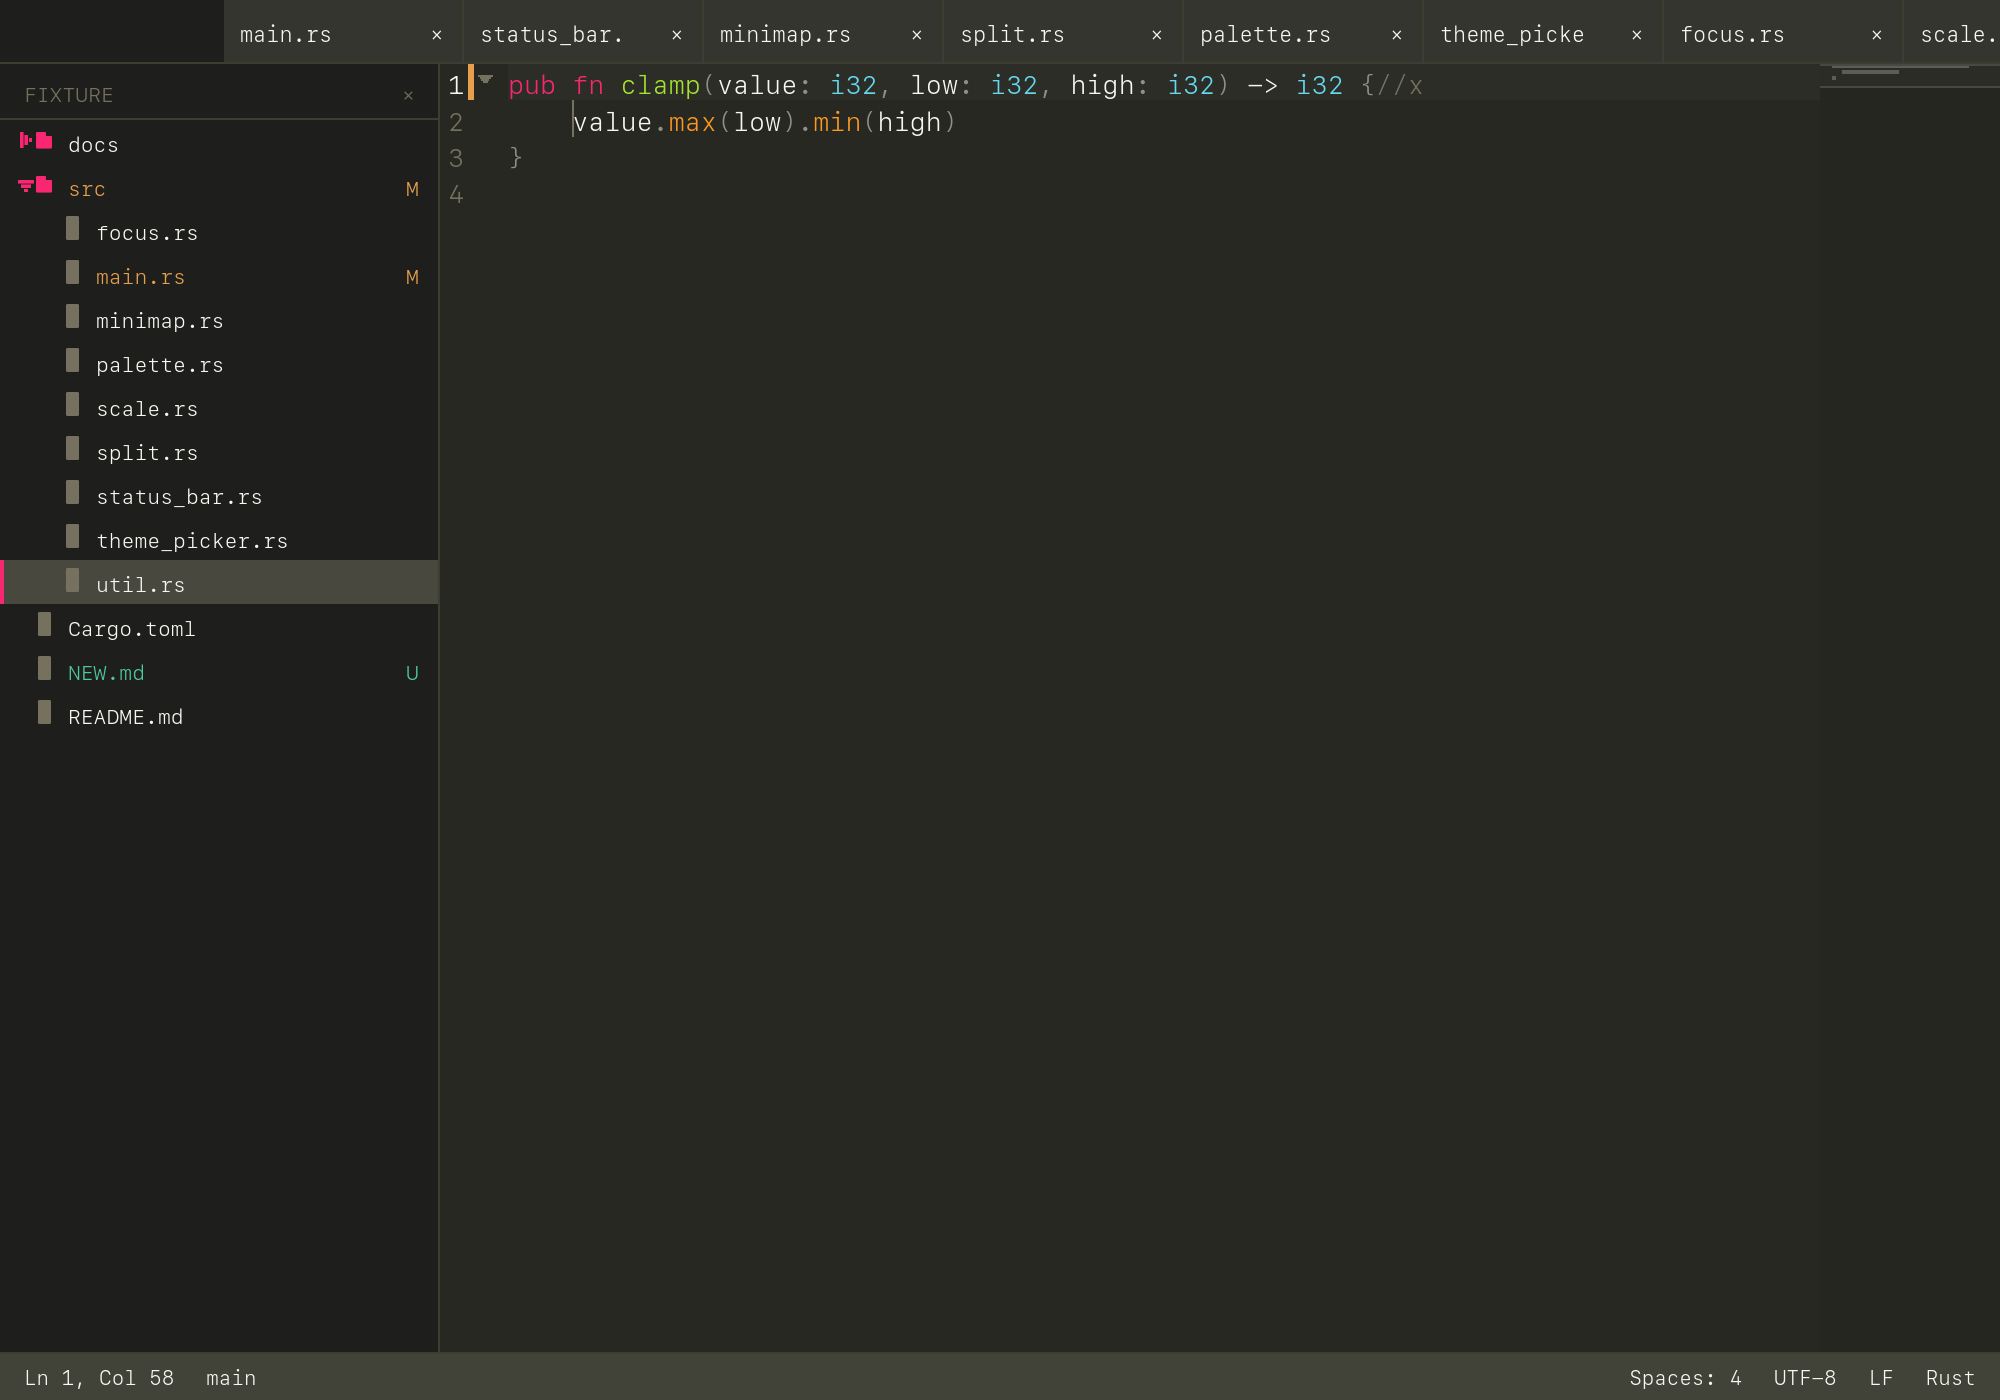 main.rs × status_bar. × minimap.rs × split.rs × palette.rs × theme_picke × focus.rs × scale.
FIXTURE ×
docs
src M
focus.rs
main.rs M
minimap.rs
palette.rs
scale.rs
split.rs
status_bar.rs
theme_picker.rs
util.rs
Cargo.toml
NEW.md U
README.md
1 pub fn clamp(value: i32, low: i32, high: i32) -> i32 {//x
2     value.max(low).min(high)
3 }
4
Ln 1, Col 58 main Spaces: 4 UTF-8 LF Rust